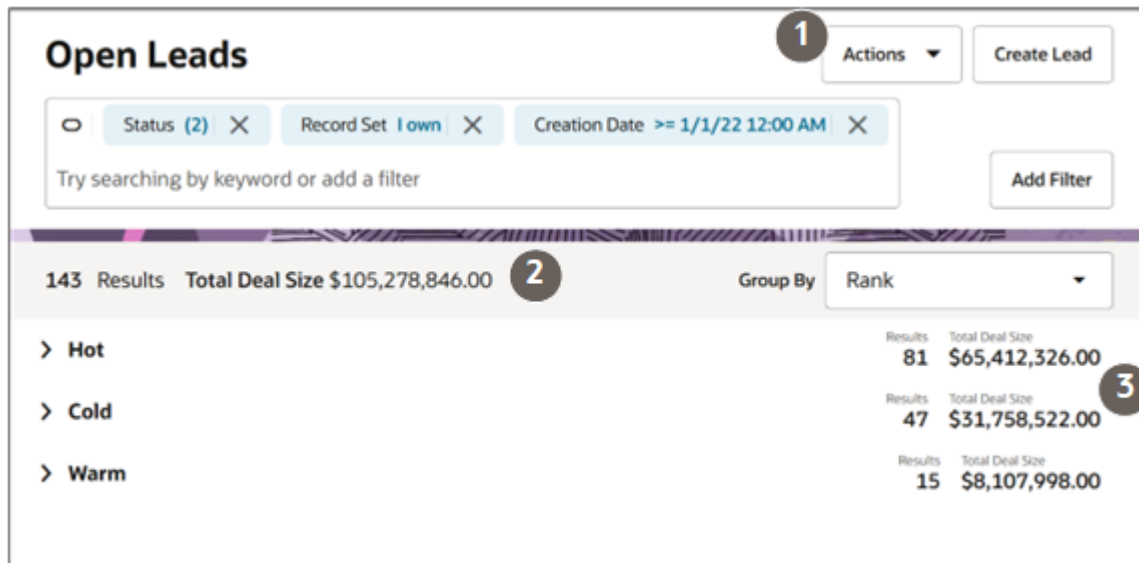 Open Leads
1
Actions
Create Lead
Status (2)
Record Set I own
Creation Date >= 1/1/22 12:00 AM
Try searching by keyword or add a filter
Add Filter
143 Results Total Deal Size $105,278,846.00
2
Group By Rank
Hot
Results Total Deal Size
81 $65,412,326.00
3
Cold
Results Total Deal Size
47 $31,758,522.00
Warm
Results Total Deal Size
15 $8,107,998.00